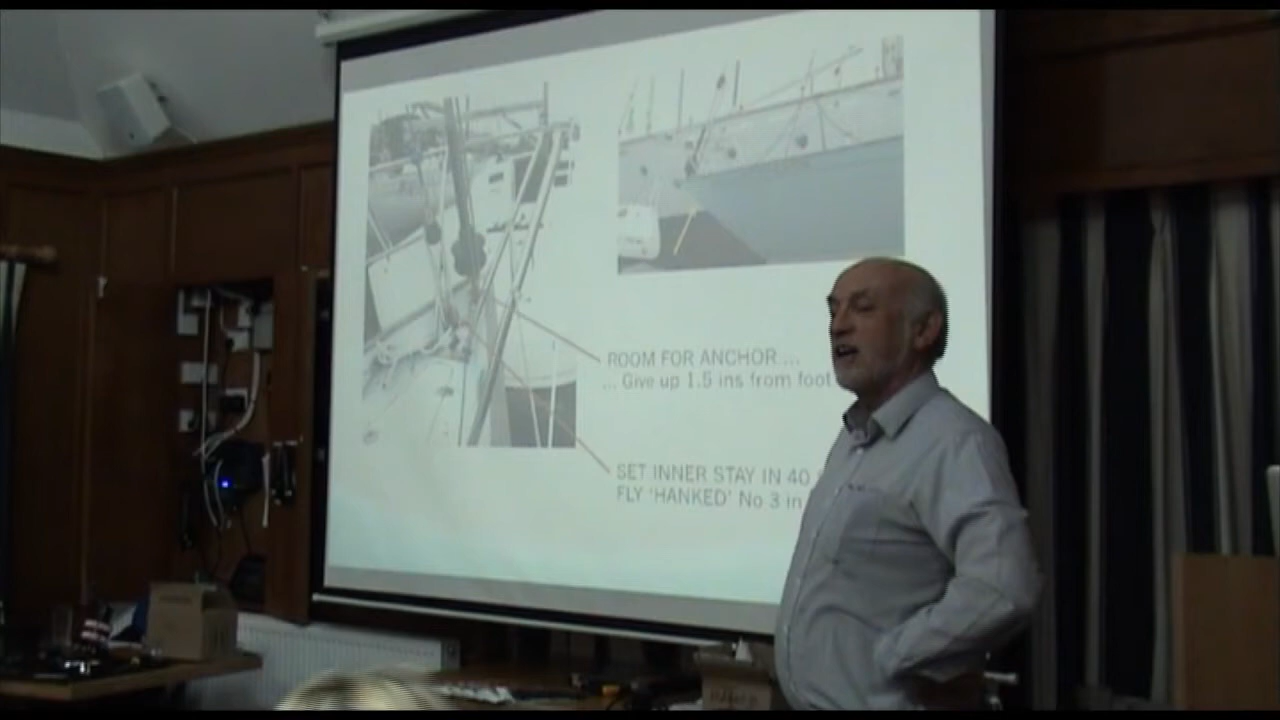 ROOM FOR ANCHOR....
... Give up 1.5 ins from foot
SET INNER STAY IN 40
FLY 'HANKED' No 3 in